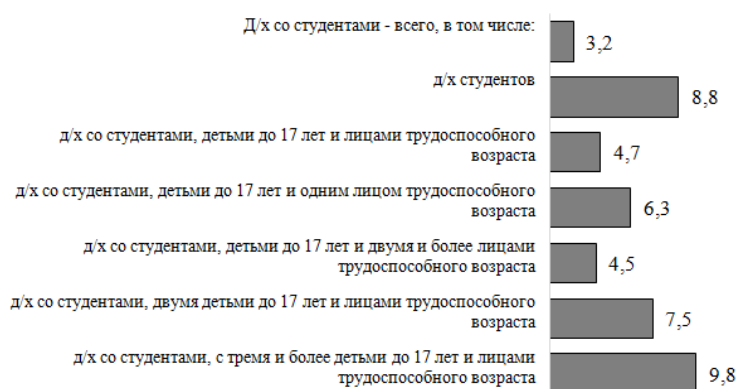 Д/х со студентами - всего, в том числе:
3,2
д/х студентов
8,8
д/х со студентами, детьми до 17 лет и лицами трудоспособного
возраста
4,7
д/х со студентами, детьми до 17 лет и одним лицом трудоспособного
возраста
6,3
д/х со студентами, детьми до 17 лет и двумя и более лицами
трудоспособного возраста
4,5
д/х со студентами, двумя детьми до 17 лет и лицами трудоспособного
возраста
7,5
д/х со студентами, с тремя и более детьми до 17 лет и лицами
трудоспособного возраста
9,8